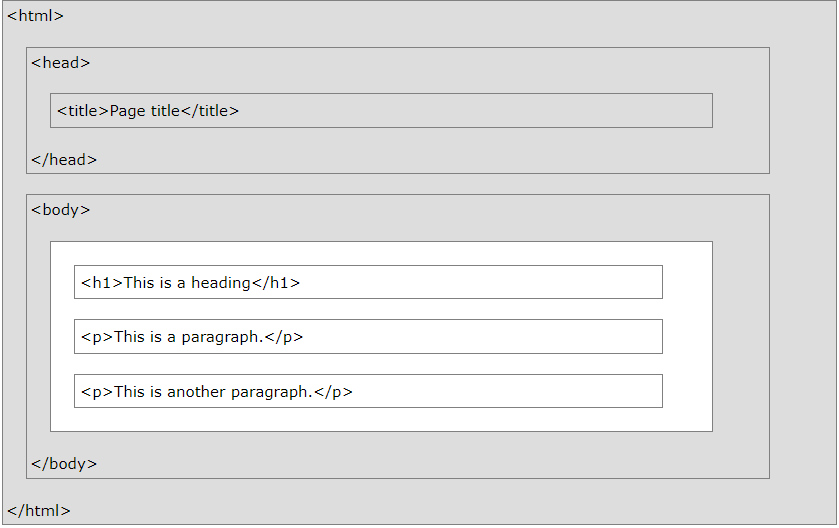 <html>
<head>
<title>Page title</title>
</head>
<body>
<h1>This is a heading</h1>
<p>This is a paragraph.</p>
<p>This is another paragraph.</p>
</body>
</html>